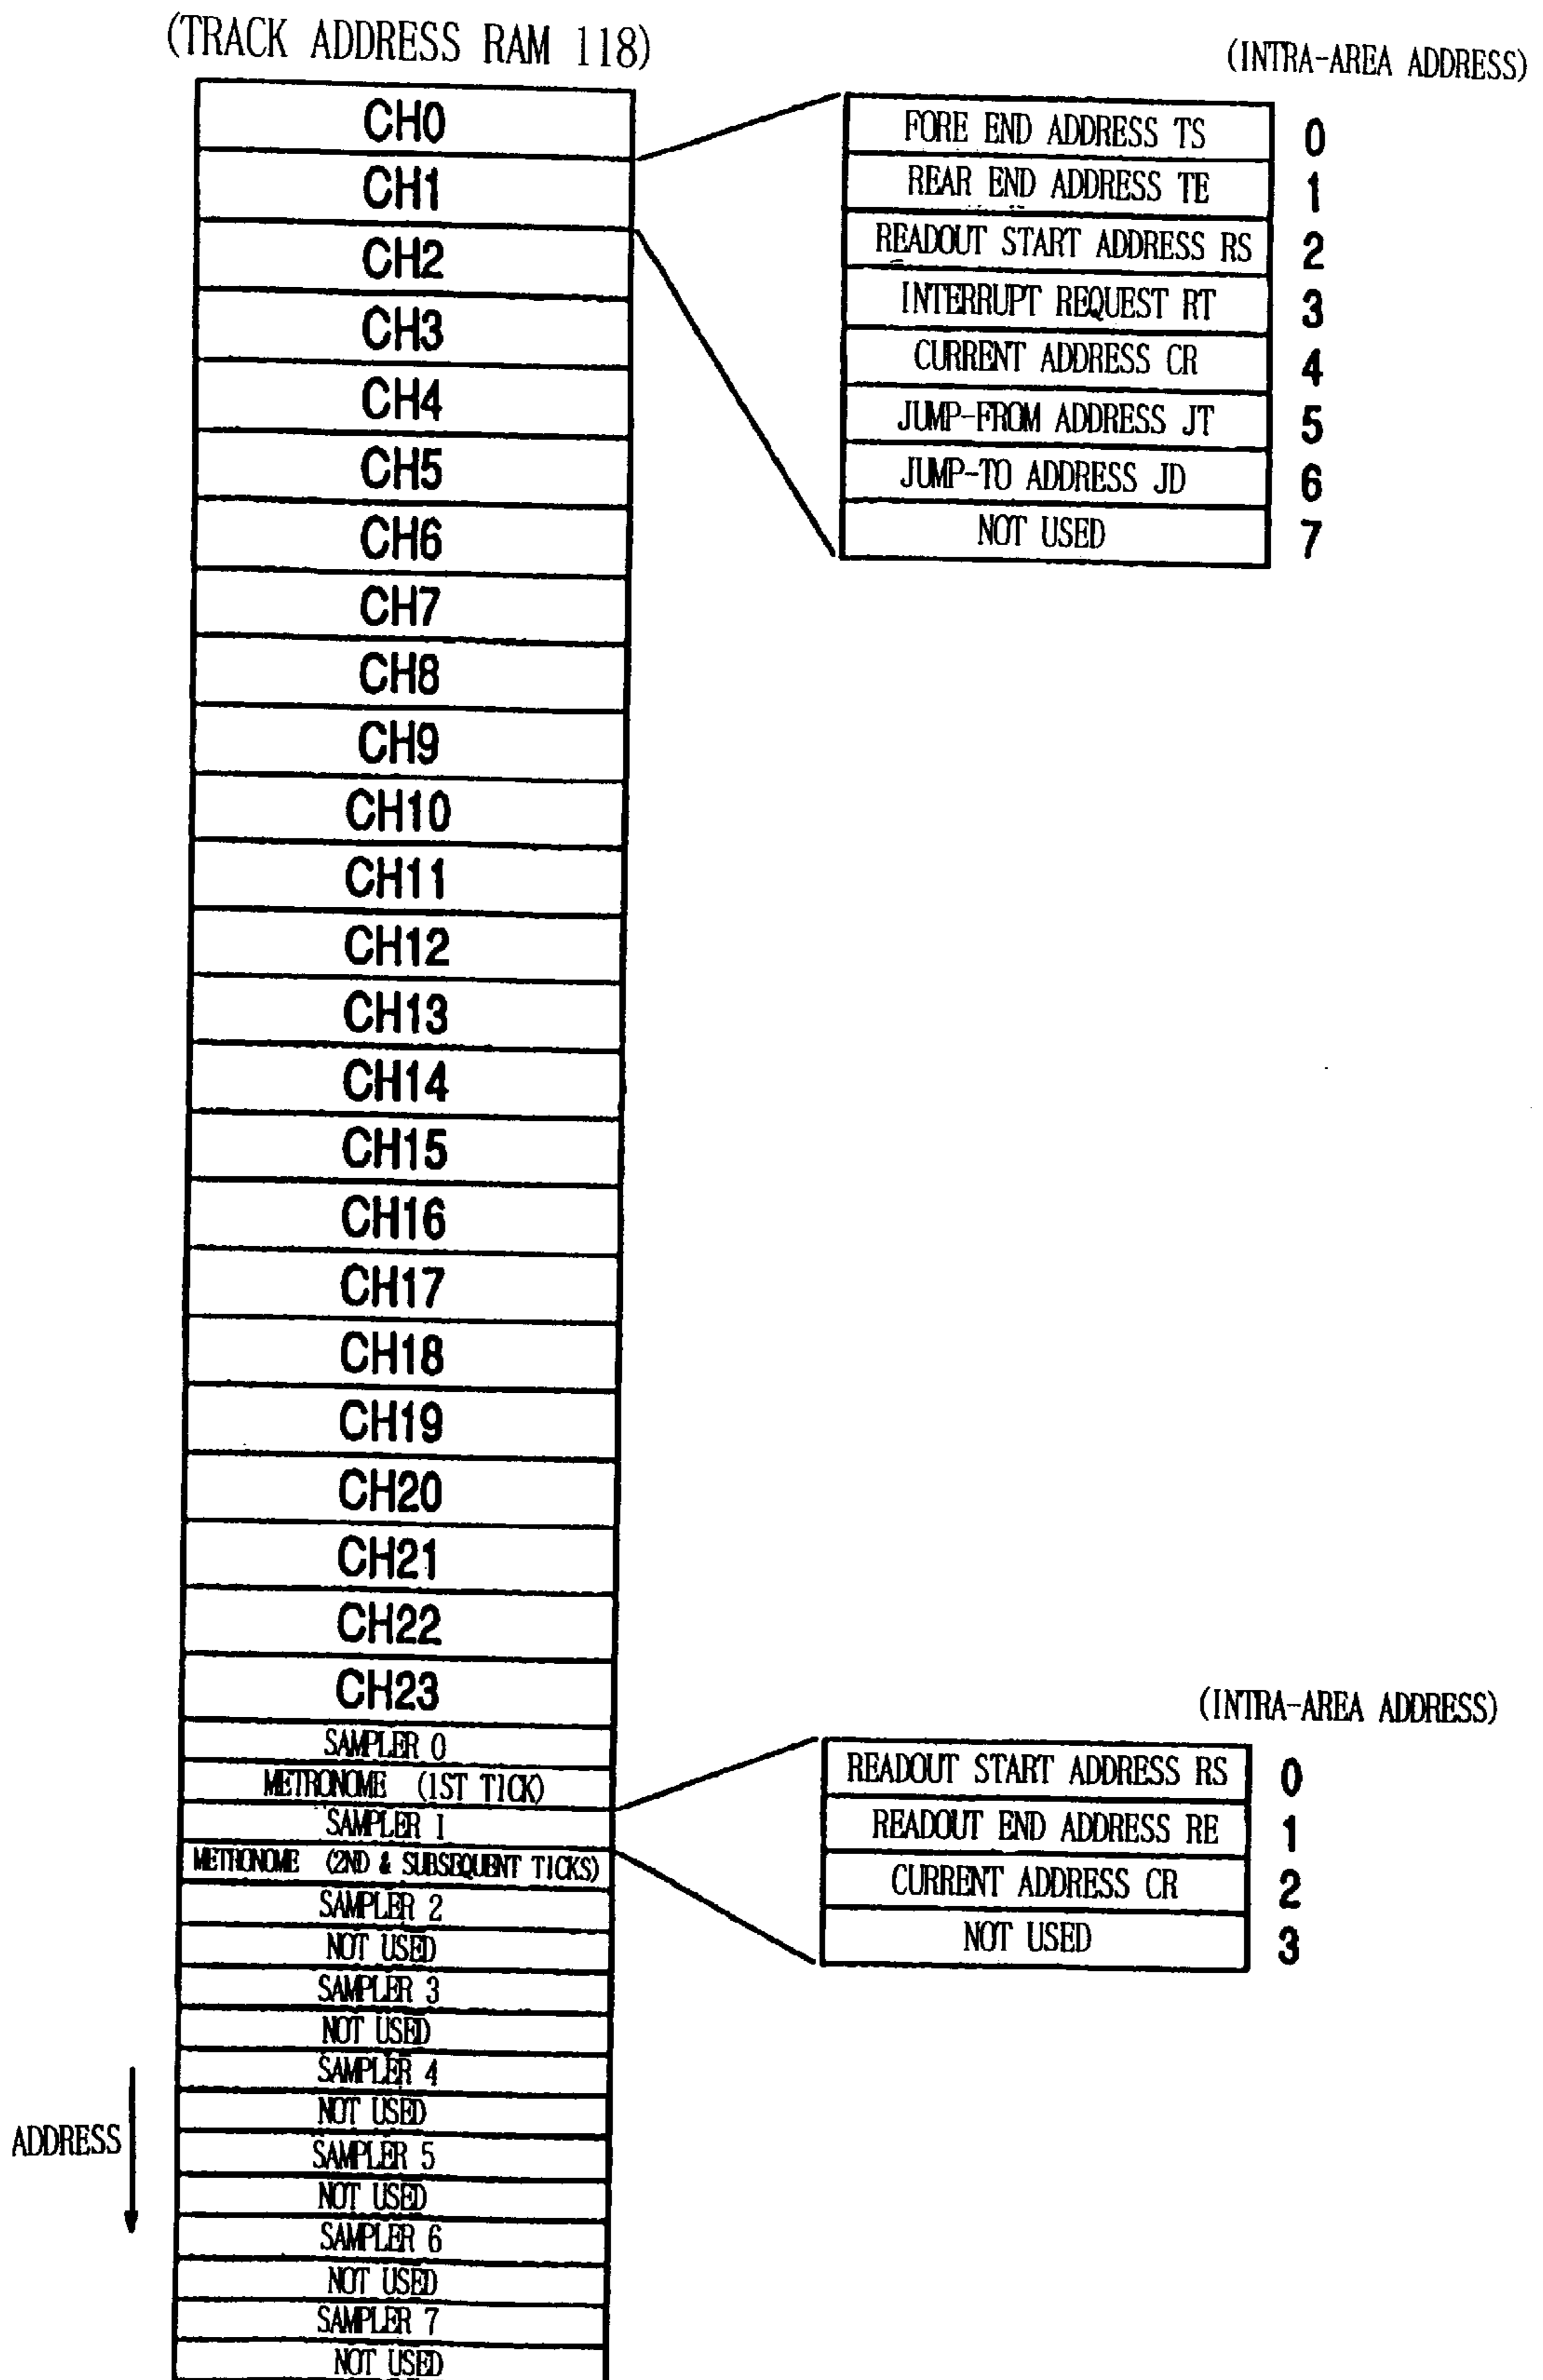 (TRACK ADDRESS RAM 118)
CH0
CH1
CH2
CH3
CH4
CH5
CH6
CH7
CH8
CH9
CH10
CH11
CH12
CH13
CH14
CH15
CH16
CH17
CH18
CH19
CH20
CH21
CH22
CH23
SAMPLER 0
METRONOME (1ST TICK)
SAMPLER 1
METRONOME (2ND & SUBSEQUENT TICKS)
SAMPLER 2
NOT USED
SAMPLER 3
NOT USED
SAMPLER 4
NOT USED
SAMPLER 5
NOT USED
SAMPLER 6
NOT USED
SAMPLER 7
NOT USED
ADDRESS
(INTRA-AREA ADDRESS)
FORE END ADDRESS TS 0
REAR END ADDRESS TE 1
READOUT START ADDRESS RS 2
INTERRUPT REQUEST RT 3
CURRENT ADDRESS CR 4
JUMP-FROM ADDRESS JT 5
JUMP-TO ADDRESS JD 6
NOT USED 7
(INTRA-AREA ADDRESS)
READOUT START ADDRESS RS 0
READOUT END ADDRESS RE 1
CURRENT ADDRESS CR 2
NOT USED 3